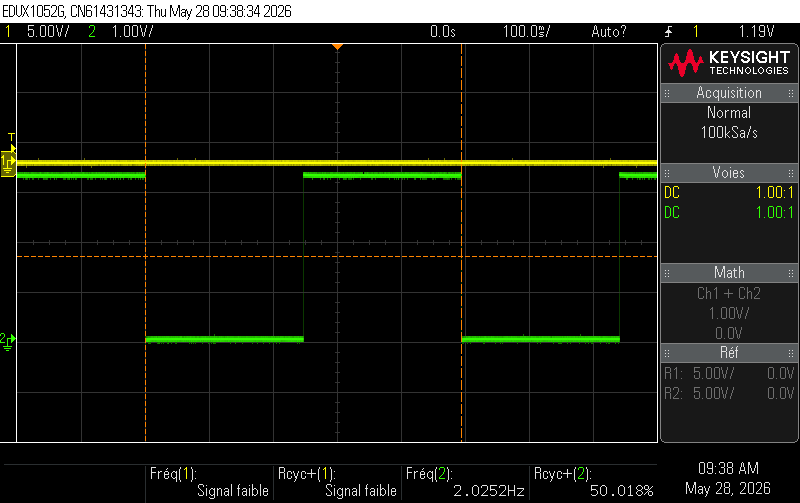 EDUX1052G, CN61431343: Thu May 28 09:38:34 2026
1 5.00V/ 2 1.00V/ 0.0s 100.0ms/ Auto? 1 1.19V
KEYSIGHT
TECHNOLOGIES
Acquisition
Normal
100kSa/s
Voies
DC 1.00:1
DC 1.00:1
Math
Ch1 + Ch2
1.00V/
0.0V
Réf
R1: 5.00V/ 0.0V
R2: 5.00V/ 0.0V
T
1
2
Fréq(1): Rcyc+(1): Fréq(2): Rcyc+(2):
Signal faible Signal faible 2.0252Hz 50.018%
09:38 AM
May 28, 2026